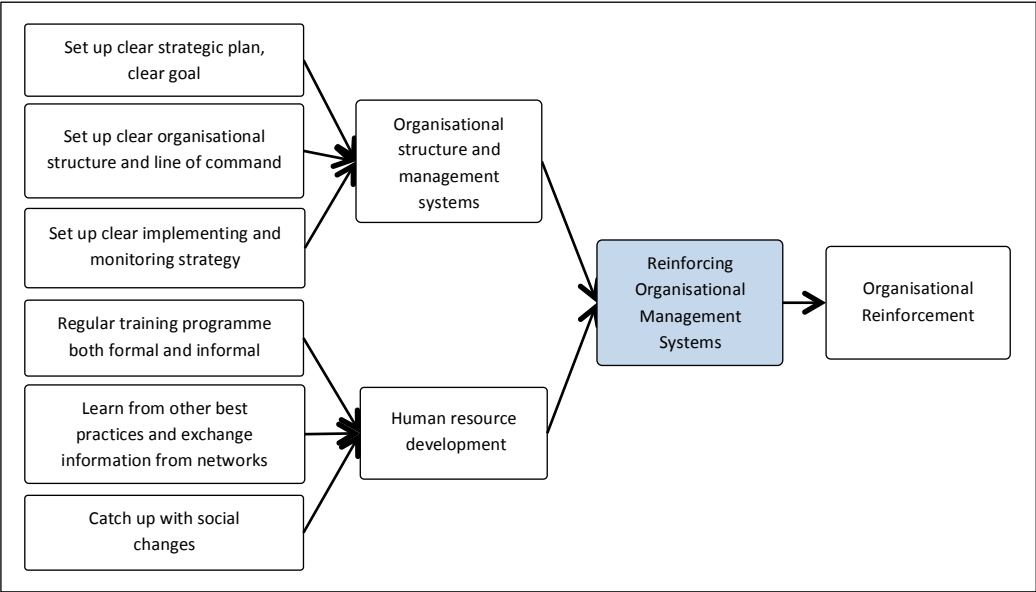 Set up clear strategic plan,
clear goal
Set up clear organisational
structure and line of command
Set up clear implementing and
monitoring strategy
Regular training programme
both formal and informal
Learn from other best
practices and exchange
information from networks
Catch up with social
changes
Organisational
structure and
management
systems
Human resource
development
Reinforcing
Organisational
Management
Systems
Organisational
Reinforcement